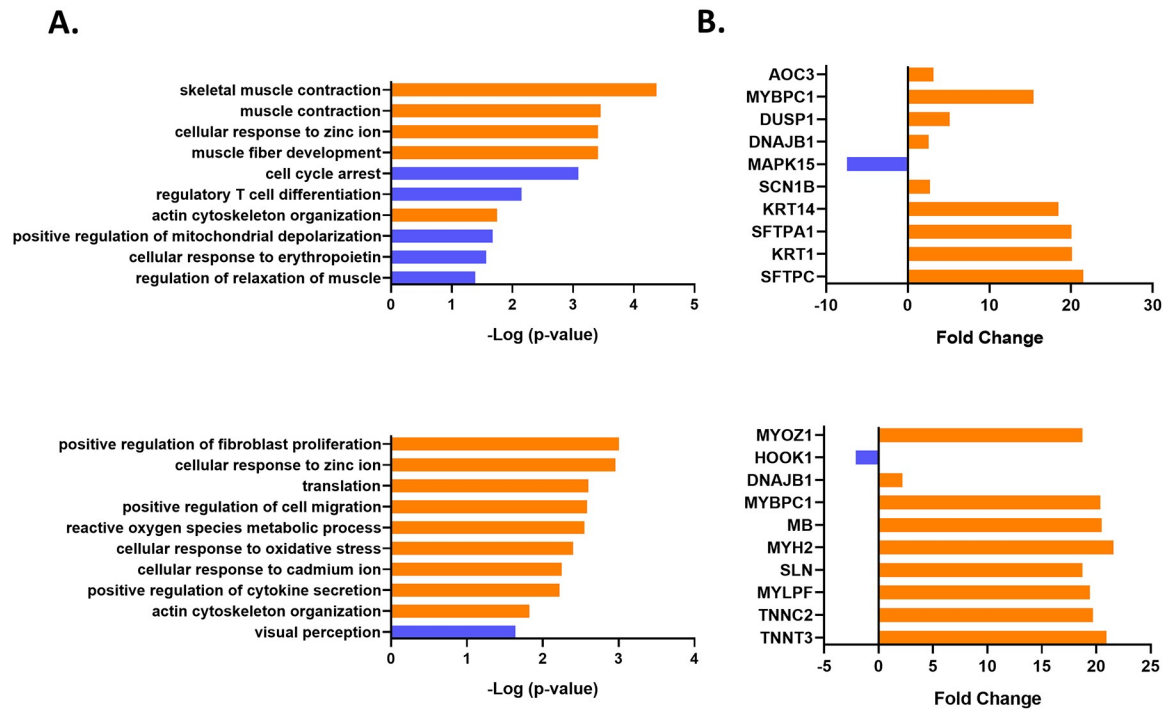 A.
skeletal muscle contraction
muscle contraction
cellular response to zinc ion
muscle fiber development
cell cycle arrest
regulatory T cell differentiation
actin cytoskeleton organization
positive regulation of mitochondrial depolarization
cellular response to erythropoietin
regulation of relaxation of muscle
0 1 2 3 4 5
-Log (p-value)
B.
AOC3
MYBPC1
DUSP1
DNAJB1
MAPK15
SCN1B
KRT14
SFTPA1
KRT1
SFTPC
-10 0 10 20 30
Fold Change
positive regulation of fibroblast proliferation
cellular response to zinc ion
translation
positive regulation of cell migration
reactive oxygen species metabolic process
cellular response to oxidative stress
cellular response to cadmium ion
positive regulation of cytokine secretion
actin cytoskeleton organization
visual perception
0 1 2 3 4
-Log (p-value)
MYOZ1
HOOK1
DNAJB1
MYBPC1
MB
MYH2
SLN
MYLPF
TNNC2
TNNT3
-5 0 5 10 15 20 25
Fold Change